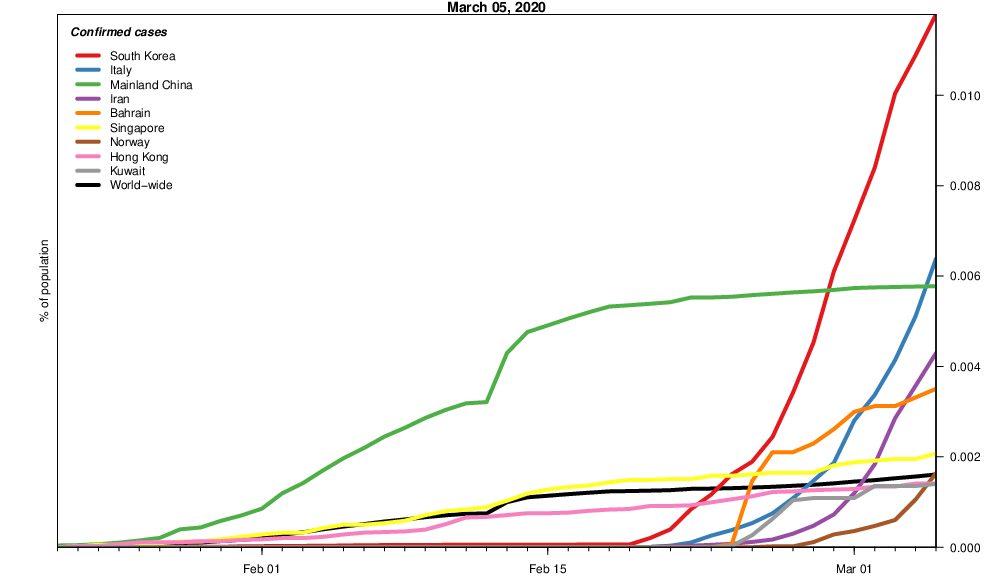 March 05, 2020
Confirmed cases
South Korea
Italy
Mainland China
Iran
Bahrain
Singapore
Norway
Hong Kong
Kuwait
World−wide
% of population
0.010
0.008
0.006
0.004
0.002
0.000
Feb 01
Feb 15
Mar 01